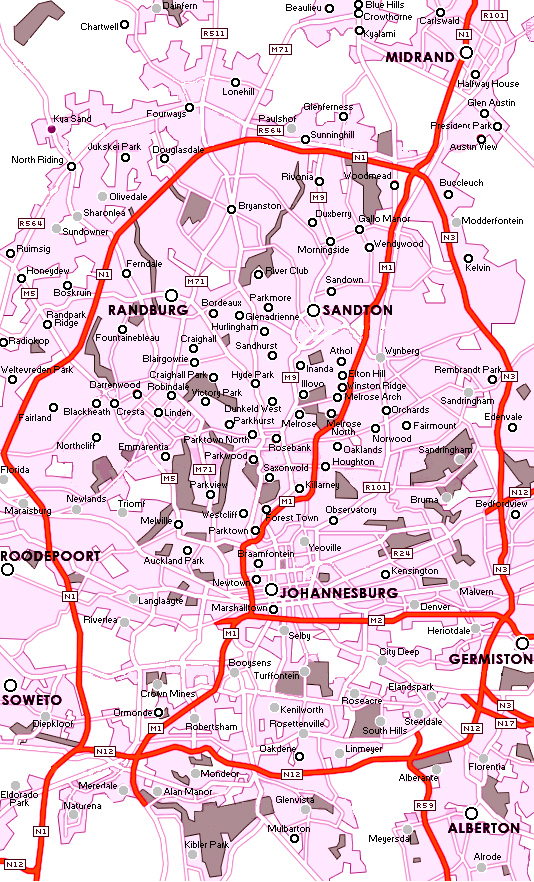 Dainfern
Beaulieu
Blue Hills
Crowthorne
Carlswald
R101
Chartwell
R511
Kyalami
N1
M71
MIDRAND
Halfway House
Lonehill
Fourways
Glenferness
Glen Austin
Kya Sand
Paulshof
R564
President Park
Sunninghill
Austin View
Jukskei Park
Douglasdale
North Riding
N1
Rivonia
Woodmead
Buccleuch
Olivedale
M9
Sharonlea
Bryanston
Duxberry
Gallo Manor
R564
Sundowner
Modderfontein
N3
Ruimsig
Morningside
Wendywood
Honeydew
N1
Ferndale
River Club
M1
Kelvin
M5
Boskruin
M71
Sandown
RANDBURG
Bordeaux
Parkmore
SANDTON
Randpark
Ridge
Glenadrienne
Hurlingham
Fountainebleau
Radiokop
Craighall
Sandhurst
Athol
Wynberg
Blairgowrie
Weltevreden Park
Craighall Park
Hyde Park
Inanda
Elton Hill
Rembrandt Park
N3
Darrenwood
Robindale
M9
Illovo
Winston Ridge
Victory Park
Melrose Arch
Sandringham
Fairland
Blackheath
Cresta
Linden
Dunkeld West
Orchards
Parkhurst
Melrose
Melrose
North
Edenvale
Northcliff
Parktown North
Rosebank
Norwood
Fairmount
Emmarentia
Parkwood
Oaklands
Sandringham
Florida
M71
Saxonvold
Houghton
M5
Parkview
Killarney
R101
N12
Newlands
Triomf
M1
Bryma
Bedfordview
Maraisburg
Westcliff
Forest Town
Observatory
Melville
Parktown
ROODEPOORT
Auckland Park
Braamfontein
Yeoville
R24
Newtown
Kensington
N3
N1
Langlaagte
JOHANNESBURG
Malvern
Marshalltown
Denver
Riverlea
M2
M1
Selby
Heriotdale
City Deep
GERMISTON
Booysens
Turffontein
SOWETO
Crown Mines
Elandspark
Roseacre
N3
Ormonde
Kenilworth
Diepkloof
Steeldale
N17
M1
Robertsham
Rosettenville
South Hills
N12
N12
Oakdene
Linmeyer
Florentia
Mondeor
N12
Alberante
Eldorado
Park
Meredale
Alan Manor
Naturena
Glenvista
R59
N1
Mulbarton
ALBERTON
Meyersdal
Kibler Park
Alrode
N12